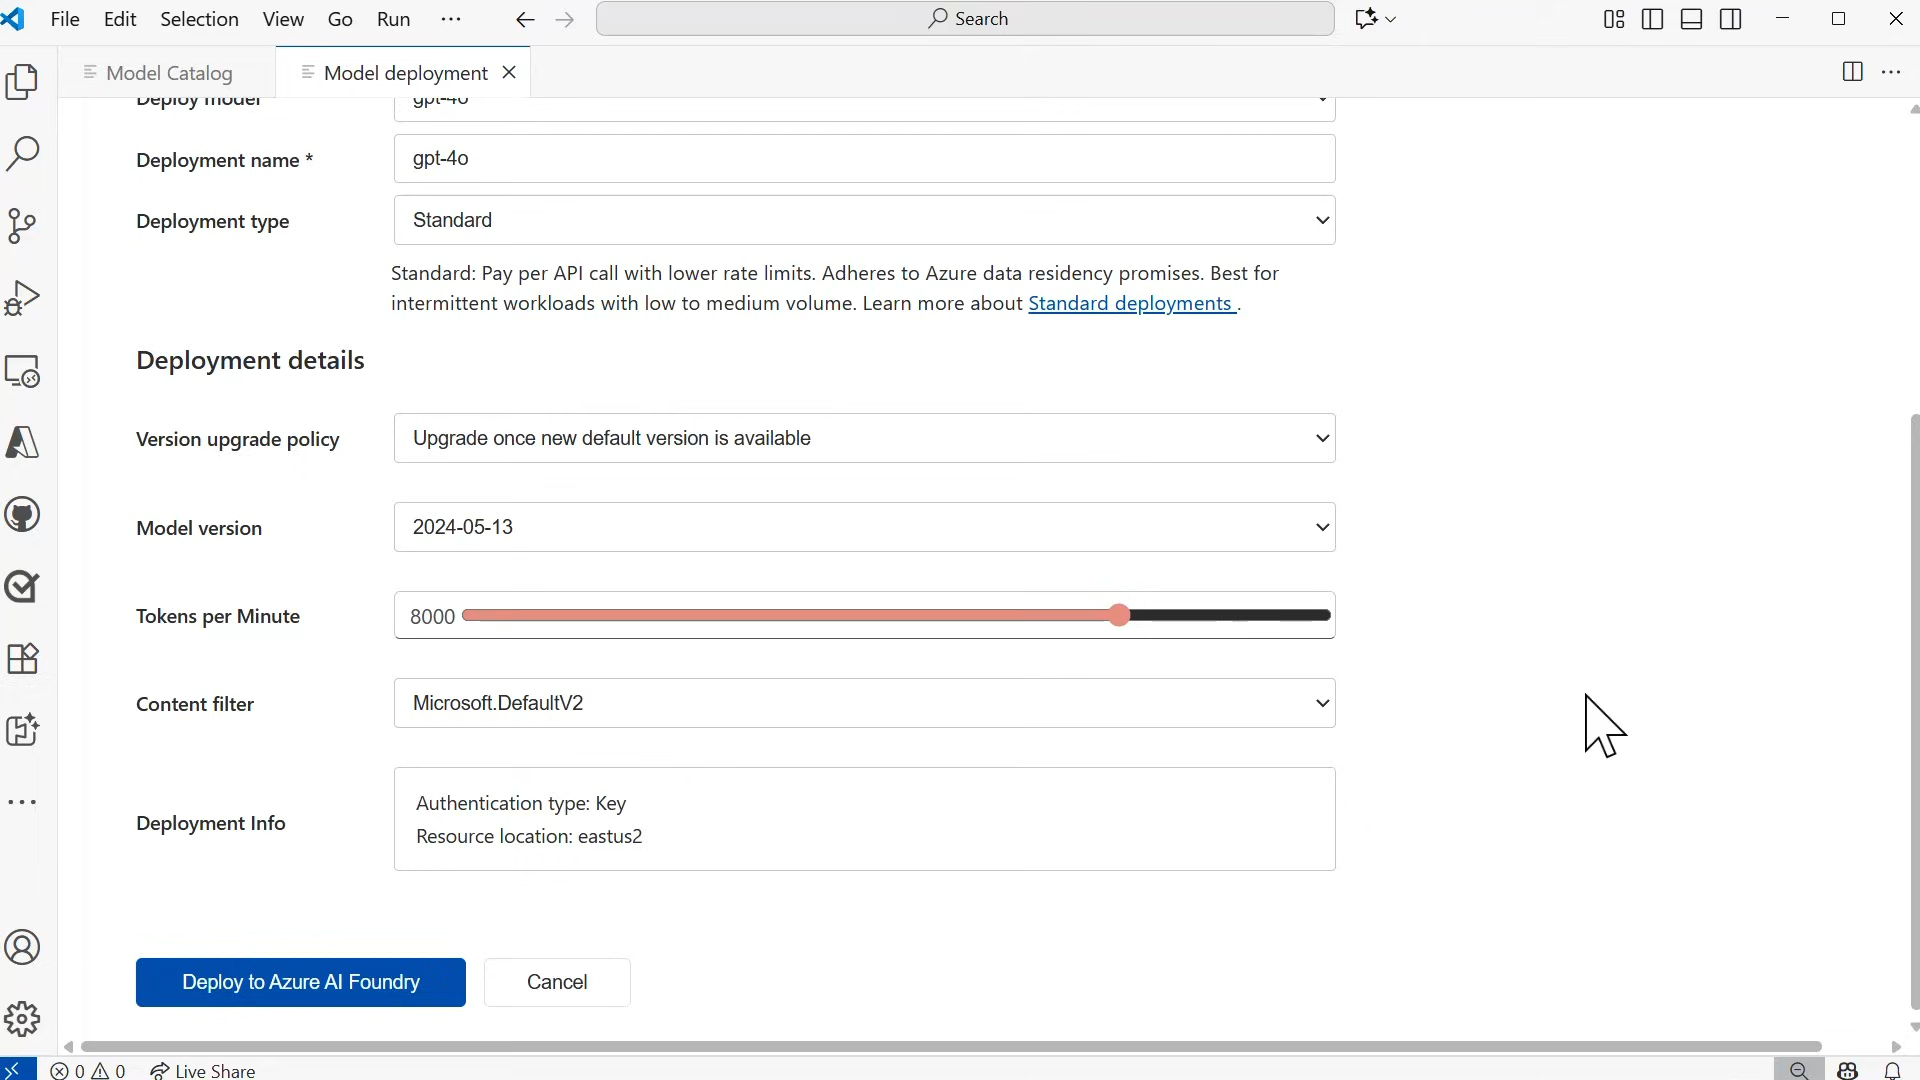 File Edit Selection View Go Run ···
Search
Model Catalog
Model deployment
Deploy model
gpt-4o
Deployment name *
gpt-4o
Deployment type
Standard
Standard: Pay per API call with lower rate limits. Adheres to Azure data residency promises. Best for
intermittent workloads with low to medium volume. Learn more about Standard deployments .
Deployment details
Version upgrade policy
Upgrade once new default version is available
Model version
2024-05-13
Tokens per Minute
8000
Content filter
Microsoft.DefaultV2
Deployment Info
Authentication type: Key
Resource location: eastus2
Deploy to Azure AI Foundry
Cancel
0 0 Live Share